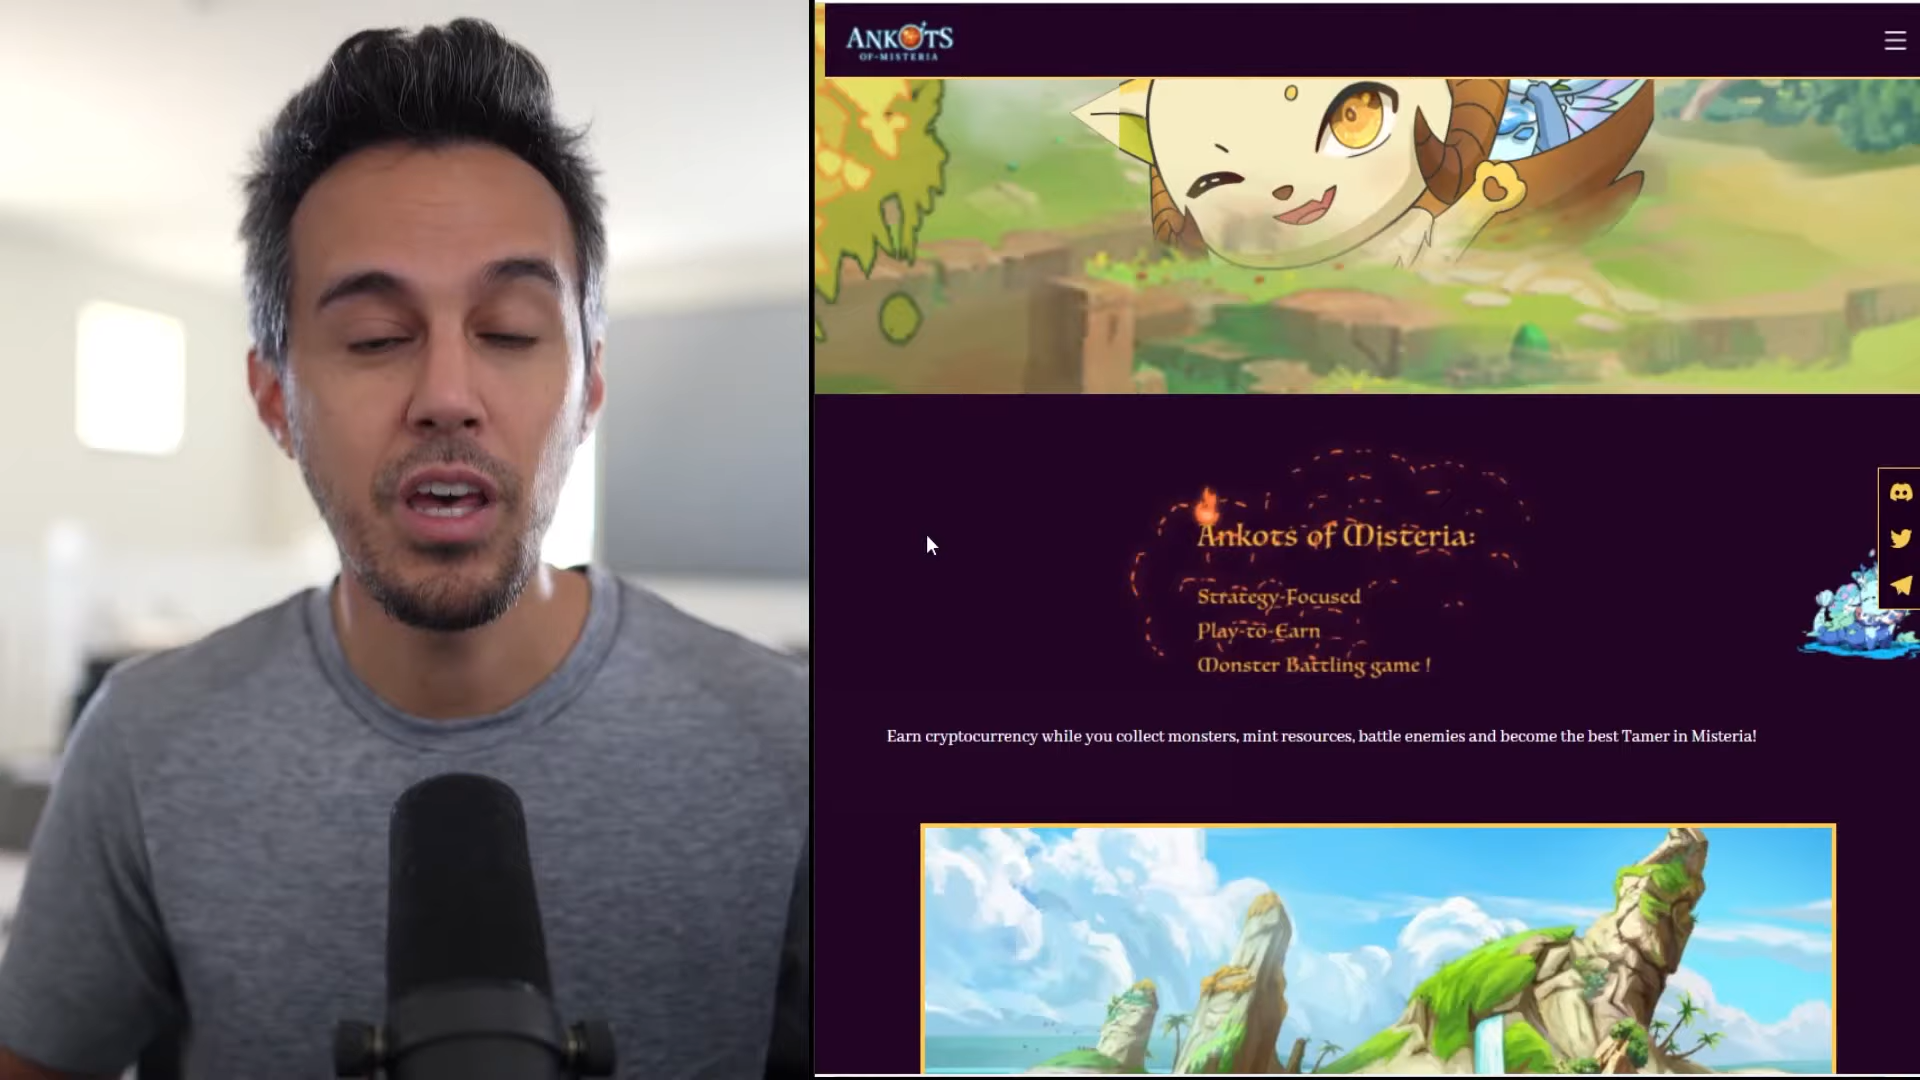 ANKOTS
OF-MISTERIA
Ankots of Misteria:
Strategy-Focused
Play-to-Earn
Monster Battling game !
Earn cryptocurrency while you collect monsters, mint resources, battle enemies and become the best Tamer in Misteria!